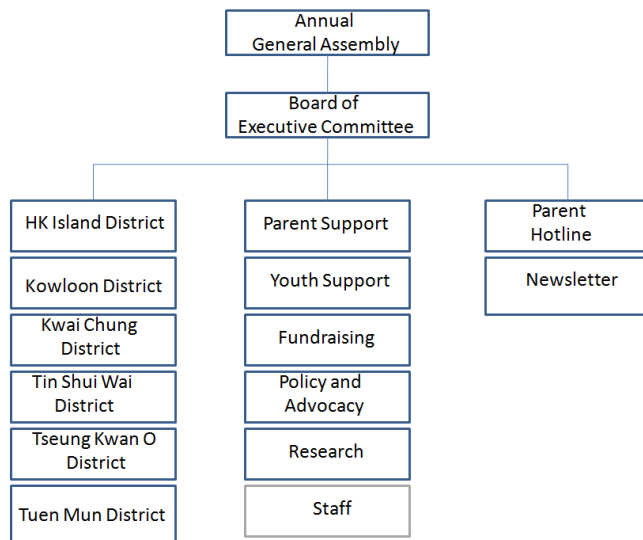 Annual
General Assembly
Board of
Executive Committee
HK Island District
Kowloon District
Kwai Chung
District
Tin Shui Wai
District
Tseung Kwan O
District
Tuen Mun District
Parent Support
Youth Support
Fundraising
Policy and
Advocacy
Research
Staff
Parent
Hotline
Newsletter